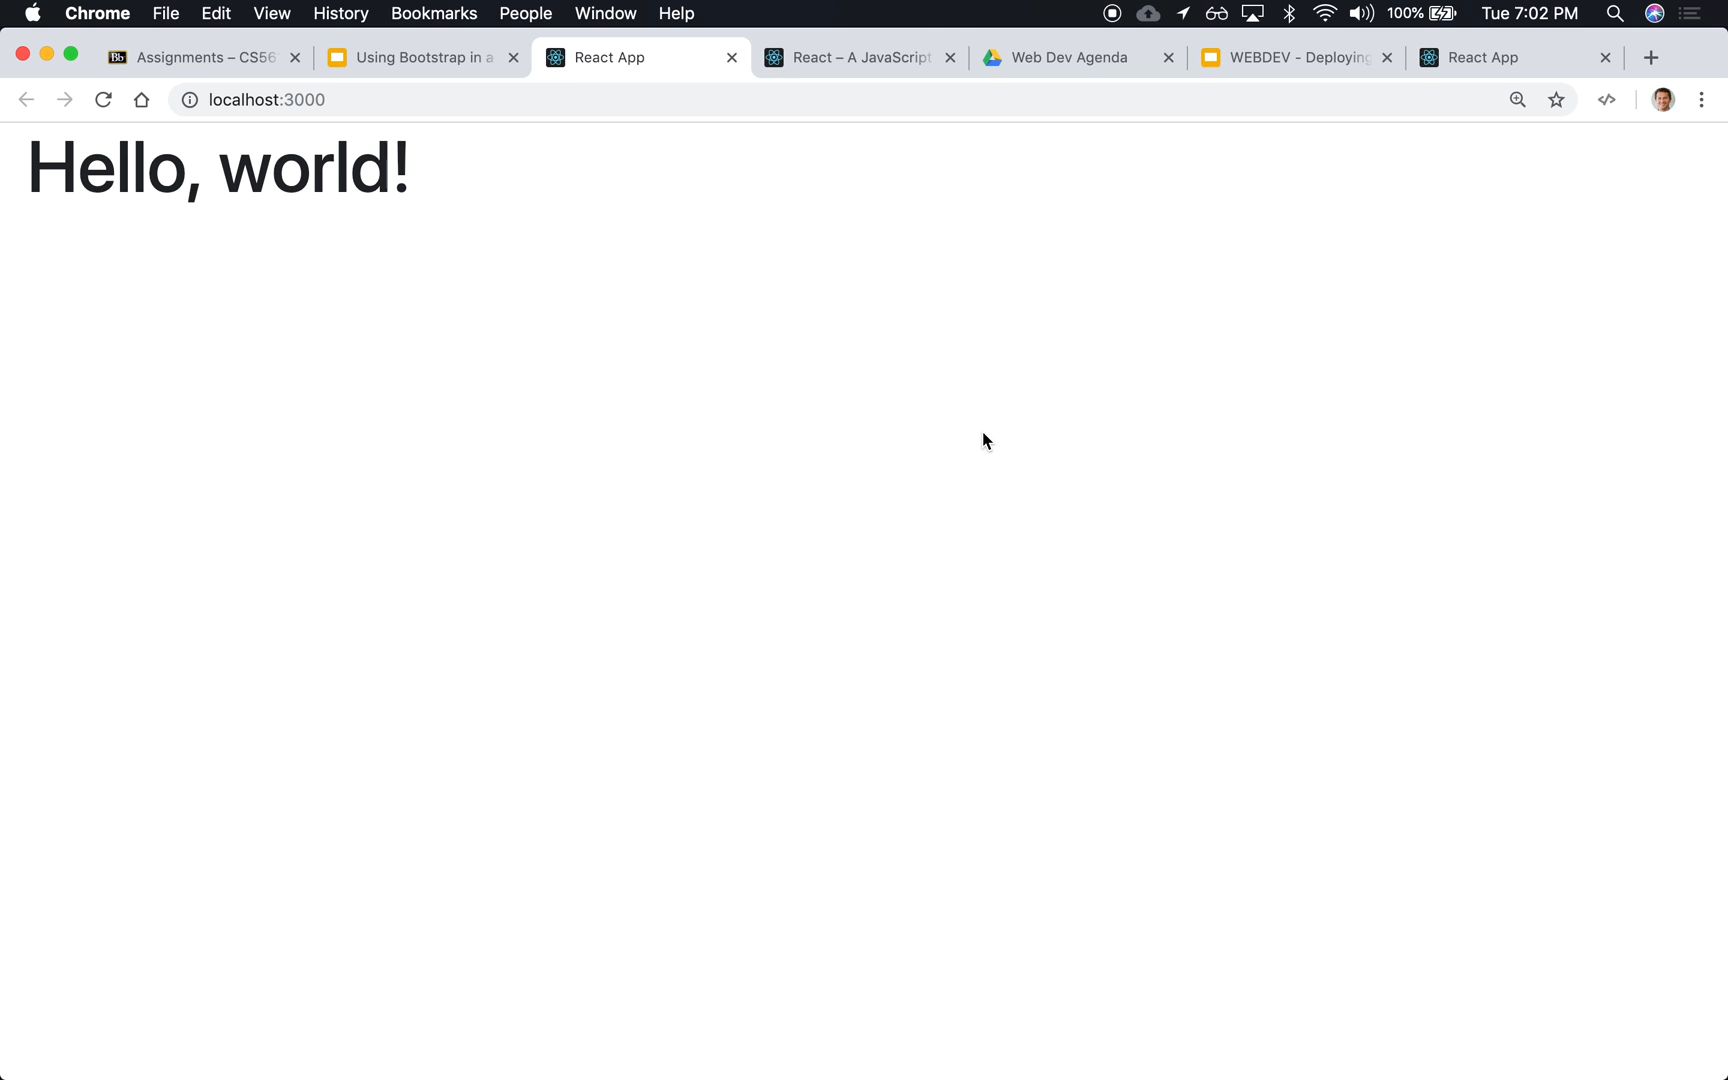 Chrome File Edit View History Bookmarks People Window Help 100% Tue 7:02 PM
Bb Assignments – CS56 Using Bootstrap in a React App React – A JavaScript Web Dev Agenda WEBDEV - Deploying React App
localhost:3000
Hello, world!